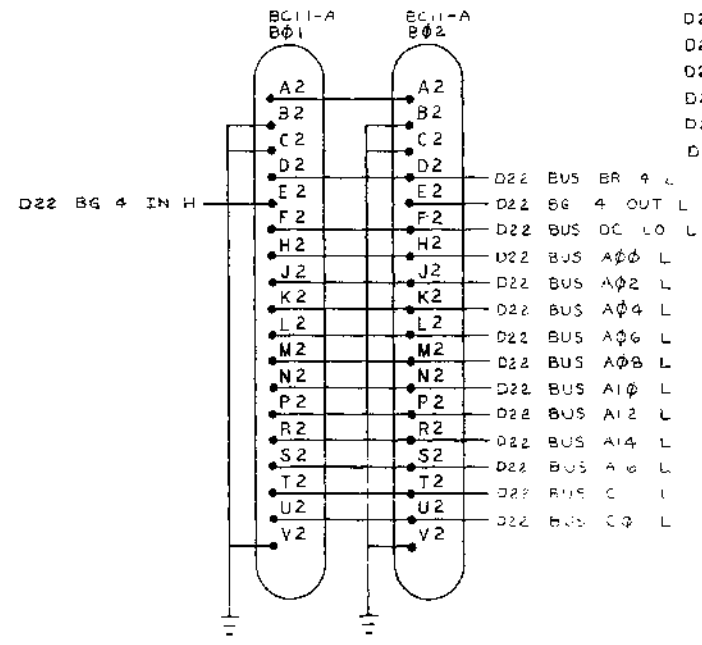 BC11-A BC11-A
BØ1 BØ2
A2 A2
B2 B2
C2 C2
D2 D2 D22 BUS BR 4 L
D22 BG 4 IN H E2 E2 D22 BG 4 OUT L
F2 F2 D22 BUS DC LO L
H2 H2 D22 BUS AØØ L
J2 J2 D22 BUS AØ2 L
K2 K2 D22 BUS AØ4 L
L2 L2 D22 BUS AØ6 L
M2 M2 D22 BUS AØ8 L
N2 N2 D22 BUS A1Ø L
P2 P2 D22 BUS A12 L
R2 R2 D22 BUS A14 L
S2 S2 D22 BUS A16 L
T2 T2 D22 BUS C L
U2 U2 D22 BUS CØ L
V2 V2